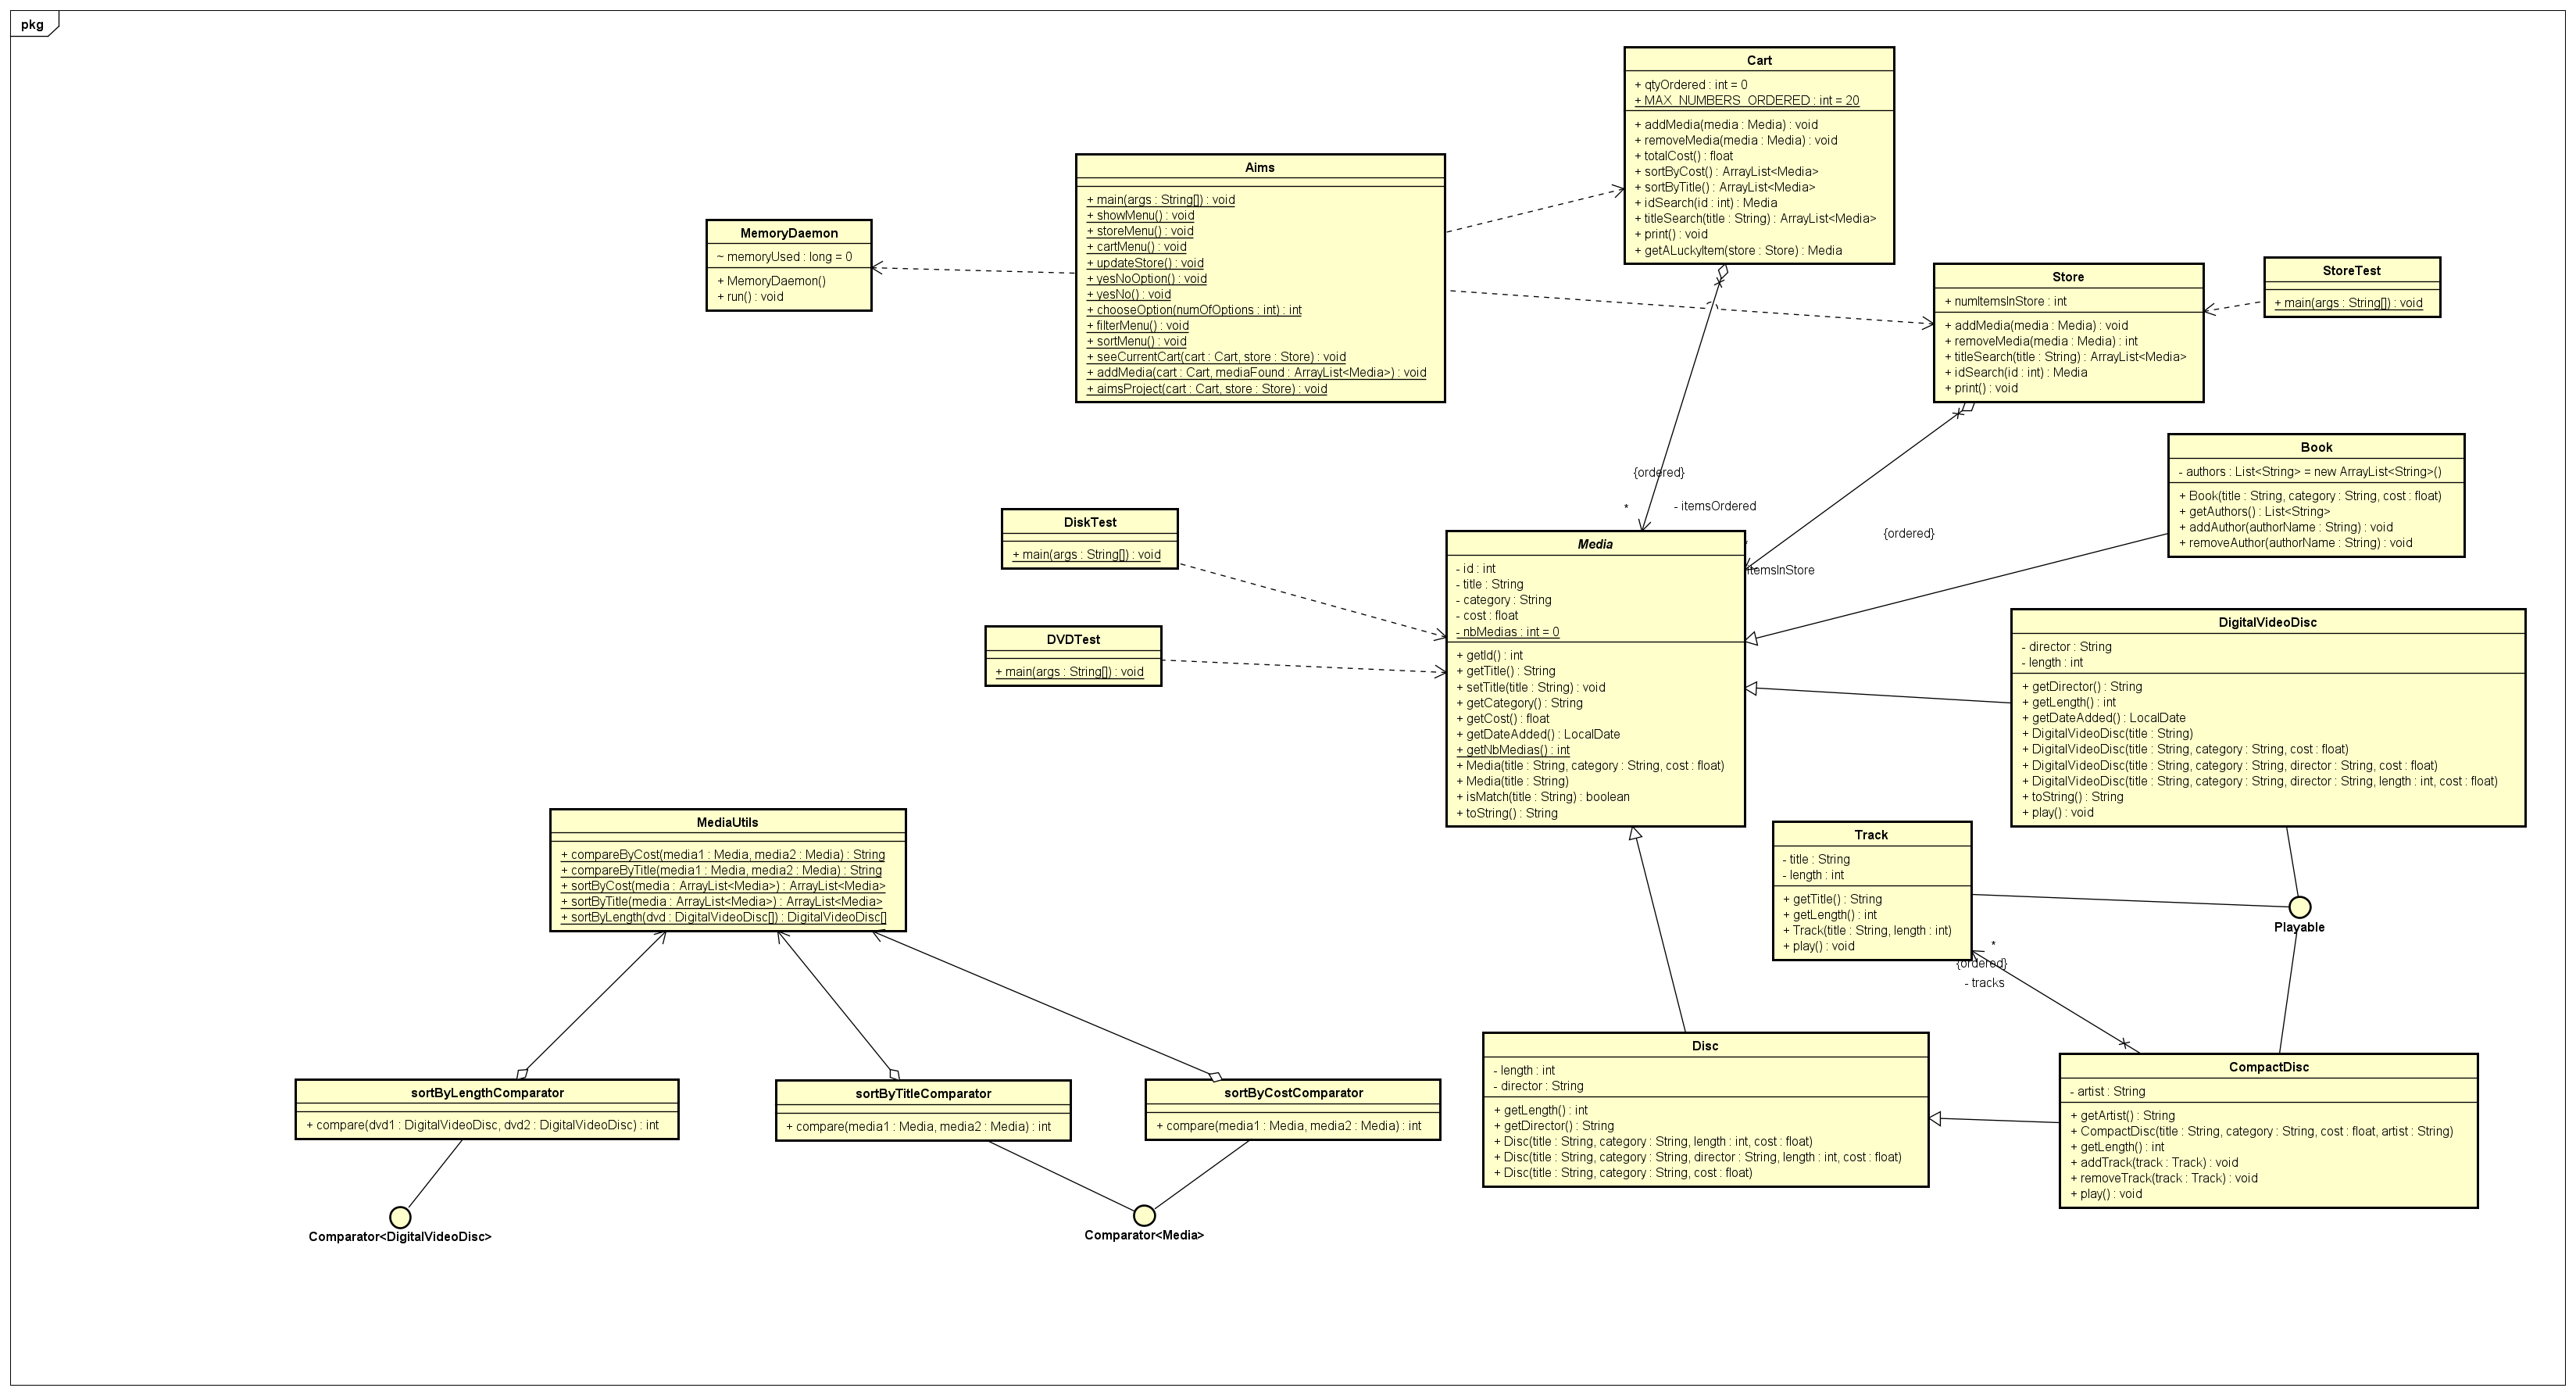 pkg
Cart
+ qtyOrdered : int = 0
+ MAX_NUMBERS_ORDERED : int = 20
+ addMedia(media : Media) : void
+ removeMedia(media : Media) : void
+ totalCost() : float
+ sortByCost() : ArrayList<Media>
+ sortByTitle() : ArrayList<Media>
+ idSearch(id : int) : Media
+ titleSearch(title : String) : ArrayList<Media>
+ print() : void
+ getALuckyItem(store : Store) : Media
Aims
+ main(args : String[]) : void
+ showMenu() : void
+ storeMenu() : void
+ cartMenu() : void
+ updateStore() : void
+ yesNoOption() : void
+ yesNo() : void
+ chooseOption(numOfOptions : int) : int
+ filterMenu() : void
+ sortMenu() : void
+ seeCurrentCart(cart : Cart, store : Store) : void
+ addMedia(cart : Cart, mediaFound : ArrayList<Media>) : void
+ aimsProject(cart : Cart, store : Store) : void
MemoryDaemon
~ memoryUsed : long = 0
+ MemoryDaemon()
+ run() : void
Store
+ numItemsInStore : int
+ addMedia(media : Media) : void
+ removeMedia(media : Media) : int
+ titleSearch(title : String) : ArrayList<Media>
+ idSearch(id : int) : Media
+ print() : void
StoreTest
+ main(args : String[]) : void
Book
- authors : List<String> = new ArrayList<String>()
+ Book(title : String, category : String, cost : float)
+ getAuthors() : List<String>
+ addAuthor(authorName : String) : void
+ removeAuthor(authorName : String) : void
{ordered}
*
- itemsOrdered
{ordered}
*
itemsInStore
DiskTest
+ main(args : String[]) : void
DVDTest
+ main(args : String[]) : void
Media
- id : int
- title : String
- category : String
- cost : float
- nbMedias : int = 0
+ getId() : int
+ getTitle() : String
+ setTitle(title : String) : void
+ getCategory() : String
+ getCost() : float
+ getDateAdded() : LocalDate
+ getNbMedias() : int
+ Media(title : String, category : String, cost : float)
+ Media(title : String)
+ isMatch(title : String) : boolean
+ toString() : String
DigitalVideoDisc
- director : String
- length : int
+ getDirector() : String
+ getLength() : int
+ getDateAdded() : LocalDate
+ DigitalVideoDisc(title : String)
+ DigitalVideoDisc(title : String, category : String, cost : float)
+ DigitalVideoDisc(title : String, category : String, director : String, cost : float)
+ DigitalVideoDisc(title : String, category : String, director : String, length : int, cost : float)
+ toString() : String
+ play() : void
MediaUtils
+ compareByCost(media1 : Media, media2 : Media) : String
+ compareByTitle(media1 : Media, media2 : Media) : String
+ sortByCost(media : ArrayList<Media>) : ArrayList<Media>
+ sortByTitle(media : ArrayList<Media>) : ArrayList<Media>
+ sortByLength(dvd : DigitalVideoDisc[]) : DigitalVideoDisc[]
Track
- title : String
- length : int
+ getTitle() : String
+ getLength() : int
+ Track(title : String, length : int)
+ play() : void
Playable
*
{ordered}
- tracks
Disc
- length : int
- director : String
+ getLength() : int
+ getDirector() : String
+ Disc(title : String, category : String, length : int, cost : float)
+ Disc(title : String, category : String, director : String, length : int, cost : float)
+ Disc(title : String, category : String, cost : float)
CompactDisc
- artist : String
+ getArtist() : String
+ CompactDisc(title : String, category : String, cost : float, artist : String)
+ getLength() : int
+ addTrack(track : Track) : void
+ removeTrack(track : Track) : void
+ play() : void
sortByLengthComparator
+ compare(dvd1 : DigitalVideoDisc, dvd2 : DigitalVideoDisc) : int
sortByTitleComparator
+ compare(media1 : Media, media2 : Media) : int
sortByCostComparator
+ compare(media1 : Media, media2 : Media) : int
Comparator<DigitalVideoDisc>
Comparator<Media>